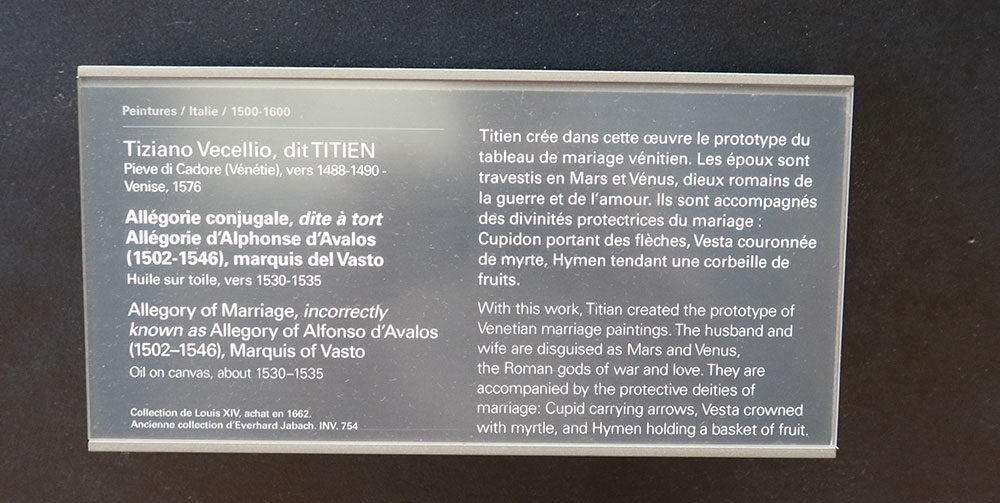 Peintures / Italie / 1500-1600
Tiziano Vecellio, dit TITIEN
Pieve di Cadore (Vénétie), vers 1488-1490 -
Venise, 1576
Allégorie conjugale, dite à tort
Allégorie d'Alphonse d'Avalos
(1502-1546), marquis del Vasto
Huile sur toile, vers 1530-1535
Allegory of Marriage, incorrectly
known as Allegory of Alfonso d'Avalos
(1502–1546), Marquis of Vasto
Oil on canvas, about 1530–1535
Collection de Louis XIV, achat en 1662.
Ancienne collection d'Everhard Jabach. INV. 754
Titien crée dans cette œuvre le prototype du
tableau de mariage vénitien. Les époux sont
travestis en Mars et Vénus, dieux romains de
la guerre et de l'amour. Ils sont accompagnés
des divinités protectrices du mariage :
Cupidon portant des flèches, Vesta couronnée
de myrte, Hymen tendant une corbeille de
fruits.
With this work, Titian created the prototype of
Venetian marriage paintings. The husband and
wife are disguised as Mars and Venus,
the Roman gods of war and love. They are
accompanied by the protective deities of
marriage: Cupid carrying arrows, Vesta crowned
with myrtle, and Hymen holding a basket of fruit.